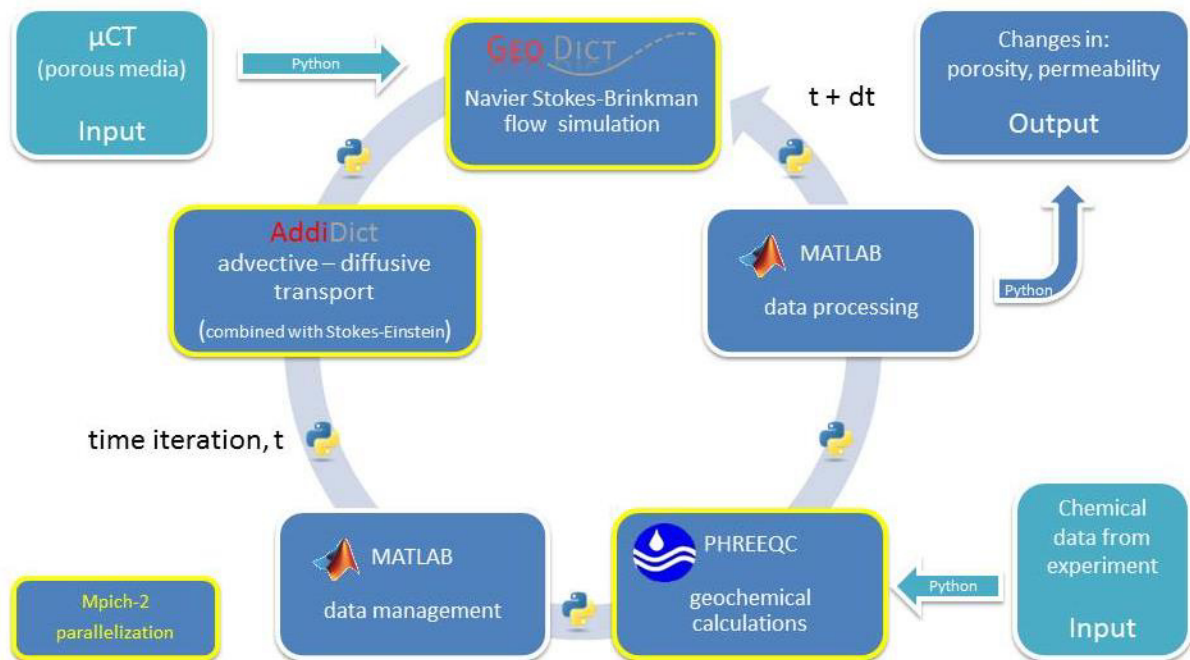 µCT
(porous media)
Input
Python
GEO DICT
Navier Stokes-Brinkman
flow simulation
t + dt
Changes in:
porosity, permeability
Output
AddiDict
advective – diffusive
transport
(combined with Stokes-Einstein)
MATLAB
data processing
Python
time iteration, t
MATLAB
data management
PHREEQC
geochemical
calculations
Python
Chemical
data from
experiment
Input
Mpich-2
parallelization